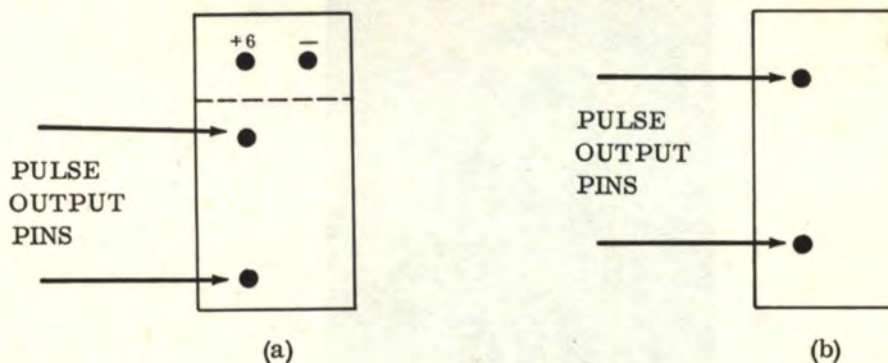 +6 —
PULSE
OUTPUT
PINS
(a)
PULSE
OUTPUT
PINS
(b)